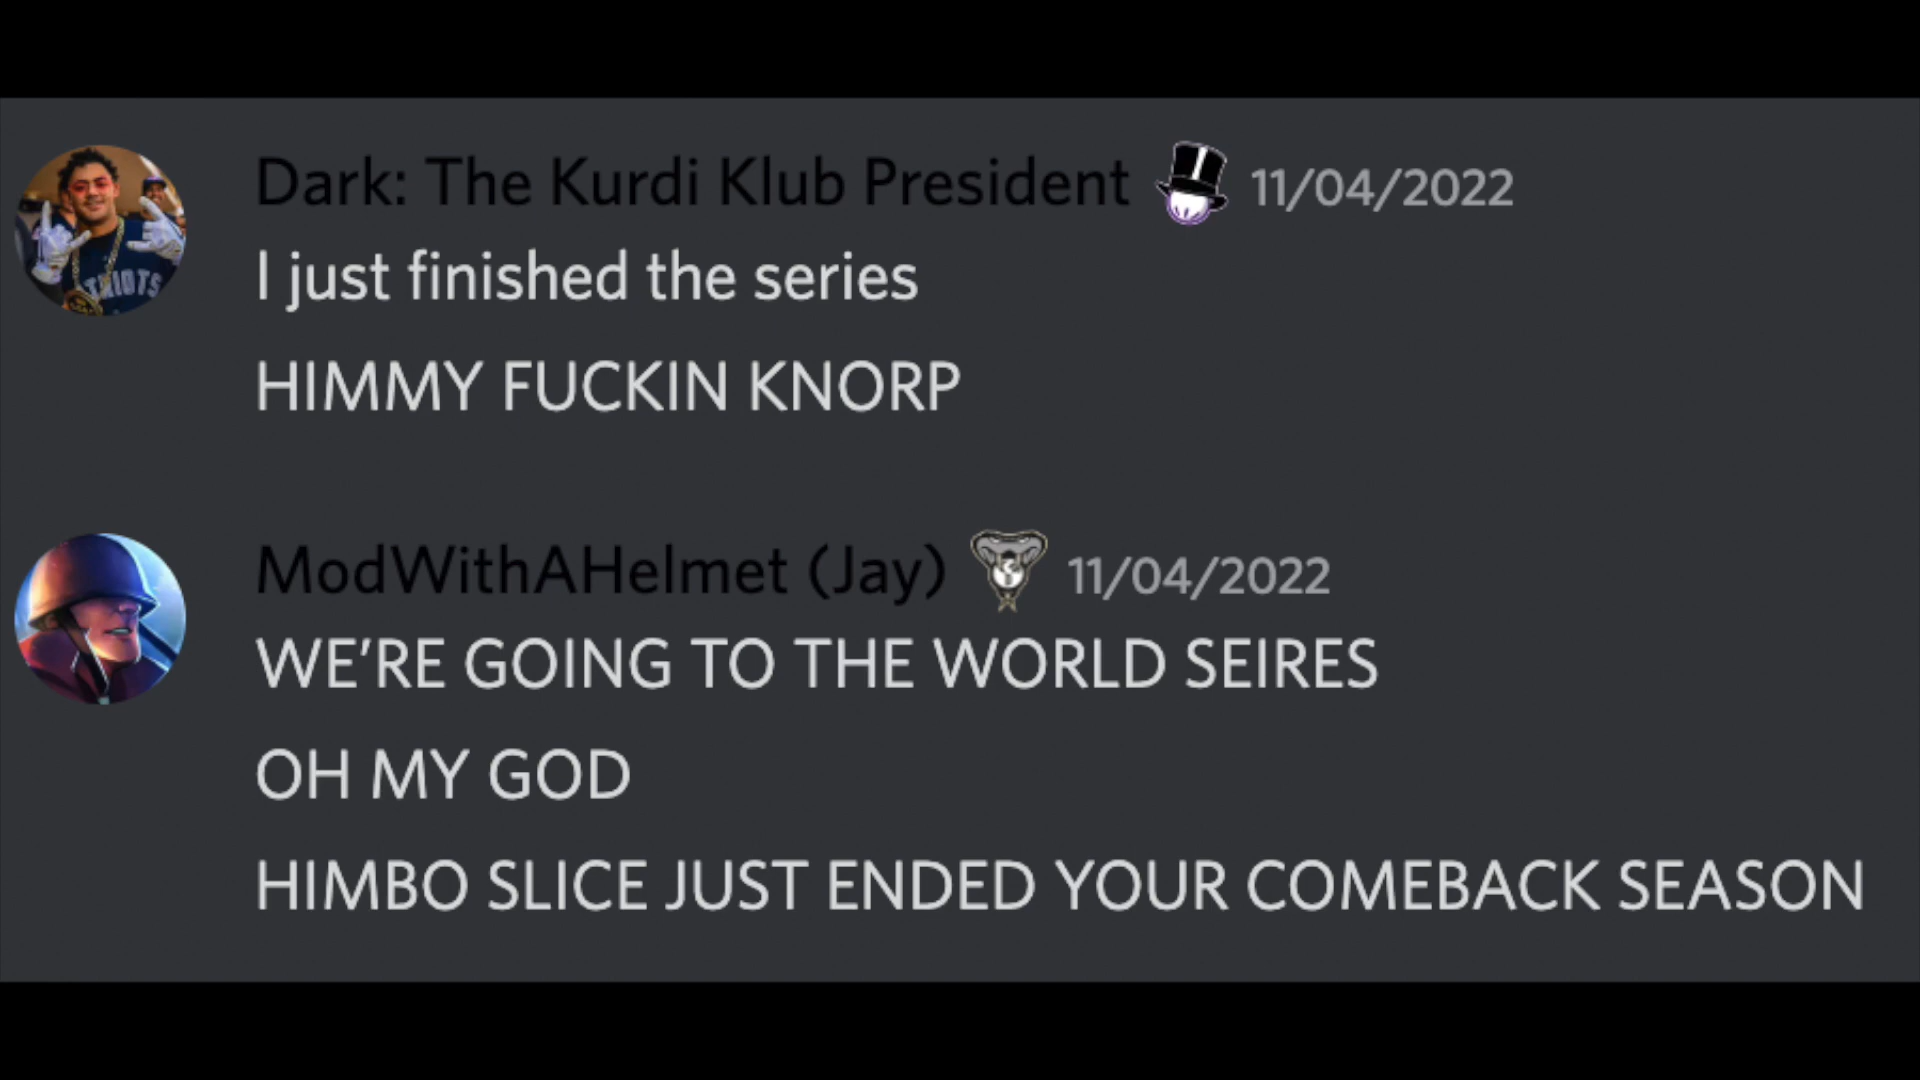 Dark: The Kurdi Klub President 11/04/2022
I just finished the series
HIMMY FUCKIN KNORP
ModWithAHelmet (Jay) 11/04/2022
WE’RE GOING TO THE WORLD SEIRES
OH MY GOD
HIMBO SLICE JUST ENDED YOUR COMEBACK SEASON